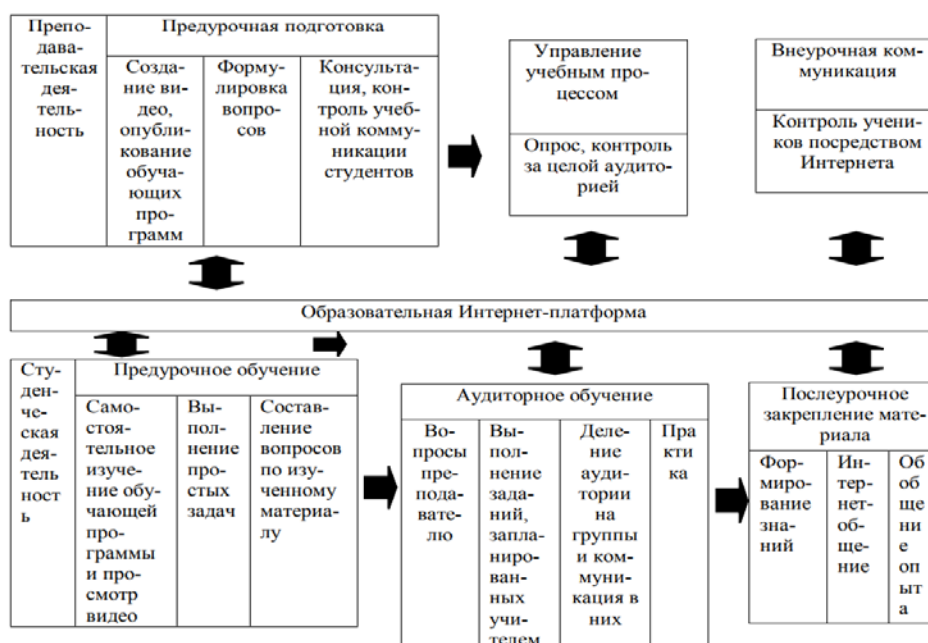 Препо-
дава-
тельская
дея-
тель-
ность
Предурочная подготовка
Созда-
ние ви-
део,
опубли-
кование
обуча-
ющих
про-
грамм
Форму-
лировка
вопро-
сов
Консульта-
ция, кон-
троль учеб-
ной комму-
никации
студентов
Управление
учебным про-
цессом
Опрос, контроль
за целой аудито-
рией
Внеурочная ком-
муникация
Контроль учени-
ков посредством
Интернета
Образовательная Интернет-платформа
Сту-
ден-
че-
ская
дея-
тель
ност
ь
Предурочное обучение
Само-
стоя-
тельное
изуче-
ние обу-
чающей
про-
граммы
и про-
смотр
видео
Вы-
пол-
нение
про-
стых
задач
Состав-
ление
вопросов
по изу-
ченному
материа-
лу
Аудиторное обучение
Во-
просы
пре-
пода-
вате-
лю
Вы-
пол-
нение
зада-
ний,
запла-
ниро-
ван-
ных
учи-
телем
Деле-
ние
ауди-
тории
на
группы
и ком-
муни-
кация в
них
Пра
кти
ка
Послеурочное
закрепление мате-
риала
Фор-
миро-
вание
зна-
ний
Ин-
тер-
нет-
об-
ще-
ние
Об
об
ще
ни
е
оп
ыт
а